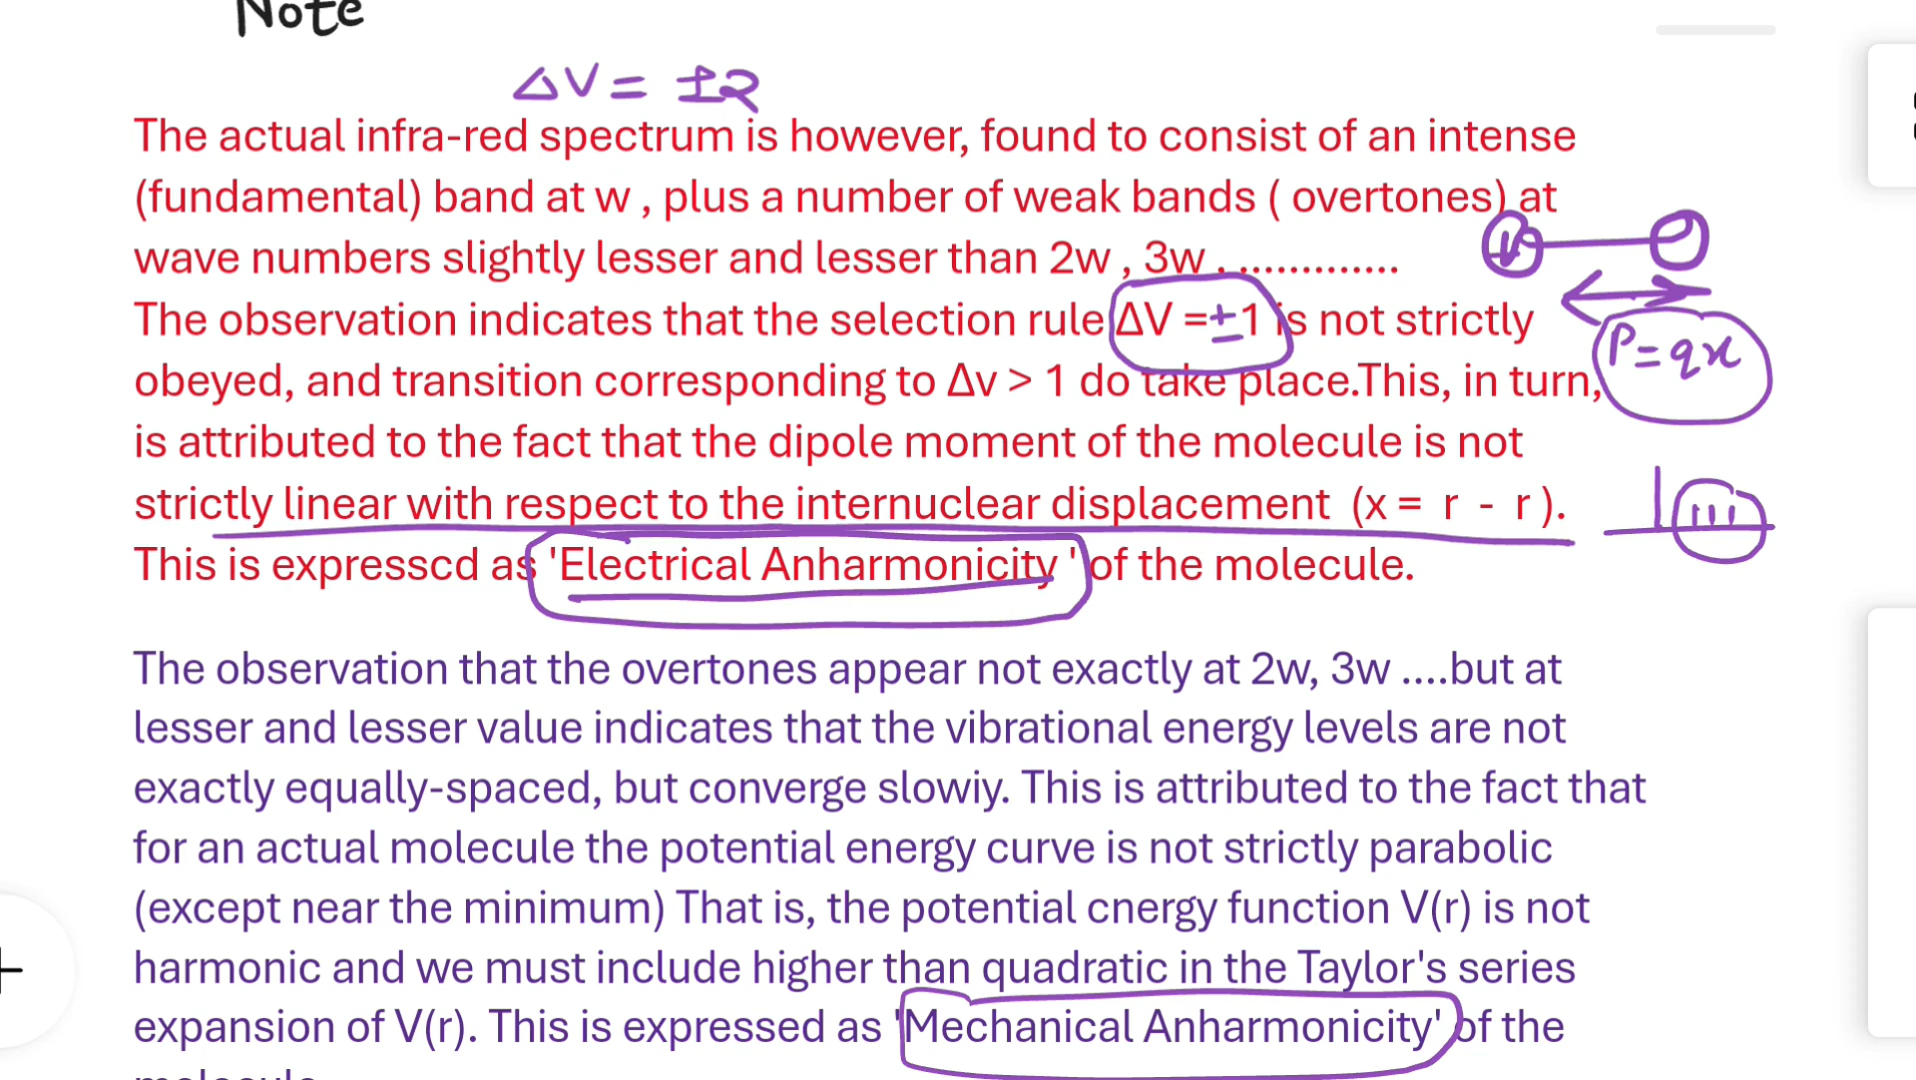 Note
ΔV = ±2
The actual infra-red spectrum is however, found to consist of an intense
(fundamental) band at w , plus a number of weak bands ( overtones) at
wave numbers slightly lesser and lesser than 2w , 3w , .............
The observation indicates that the selection rule ΔV =±1 is not strictly
obeyed, and transition corresponding to Δv > 1 do take place.This, in turn,
P=qx
is attributed to the fact that the dipole moment of the molecule is not
strictly linear with respect to the internuclear displacement (x = r - r ).
This is expresscd as 'Electrical Anharmonicity ' of the molecule.
The observation that the overtones appear not exactly at 2w, 3w ....but at
lesser and lesser value indicates that the vibrational energy levels are not
exactly equally-spaced, but converge slowiy. This is attributed to the fact that
for an actual molecule the potential energy curve is not strictly parabolic
(except near the minimum) That is, the potential cnergy function V(r) is not
harmonic and we must include higher than quadratic in the Taylor's series
expansion of V(r). This is expressed as 'Mechanical Anharmonicity' of the